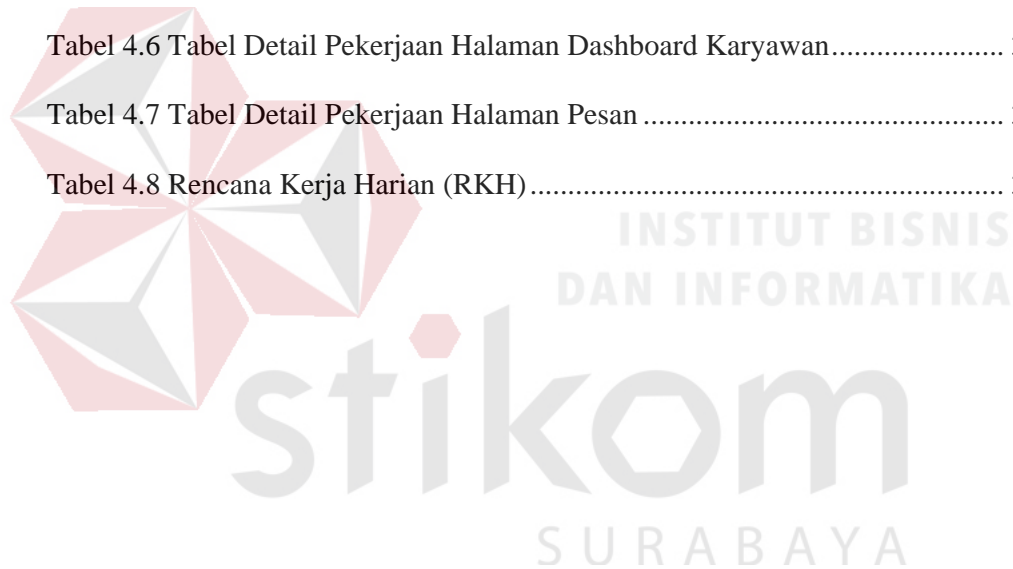 Tabel 4.6 Tabel Detail Pekerjaan Halaman Dashboard Karyawan......................
Tabel 4.7 Tabel Detail Pekerjaan Halaman Pesan..............................................
Tabel 4.8 Rencana Kerja Harian (RKH)............................................................
INSTITUT BISNIS
DAN INFORMATIKA
stikom
SURABAYA